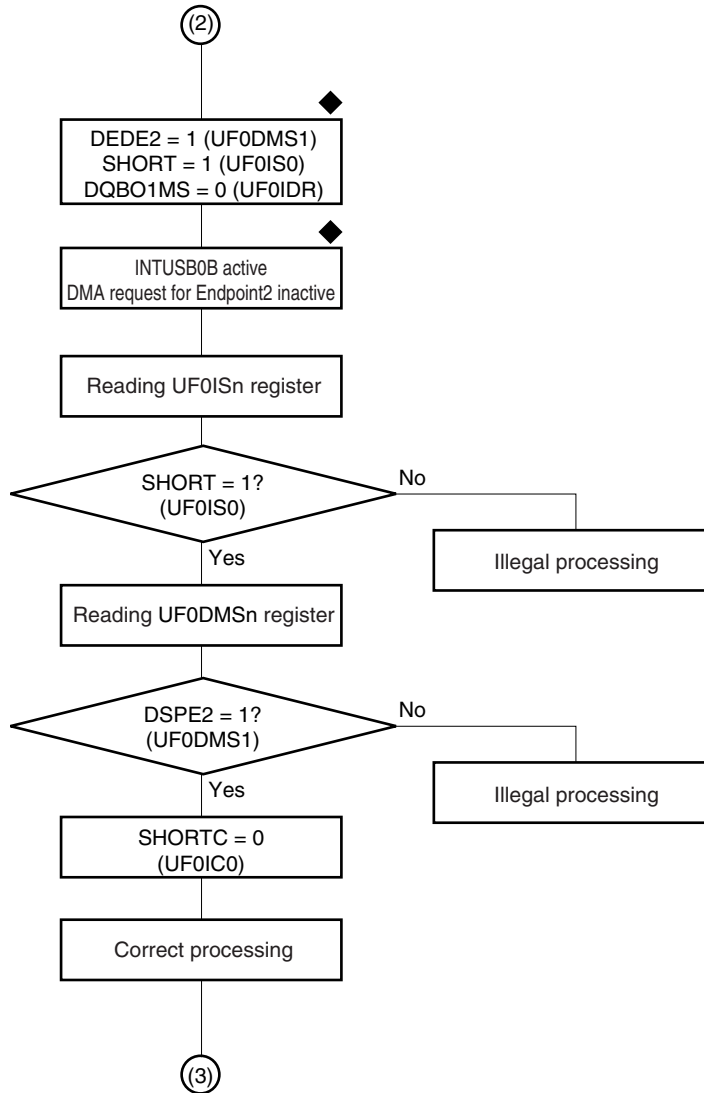 (2)
DEDE2 = 1 (UF0DMS1)
SHORT = 1 (UF0IS0)
DQBO1MS = 0 (UF0IDR)
INTUSB0B active
DMA request for Endpoint2 inactive
Reading UF0ISn register
SHORT = 1?
(UF0IS0)
No
Illegal processing
Yes
Reading UF0DMSn register
DSPE2 = 1?
(UF0DMS1)
No
Illegal processing
Yes
SHORTC = 0
(UF0IC0)
Correct processing
(3)